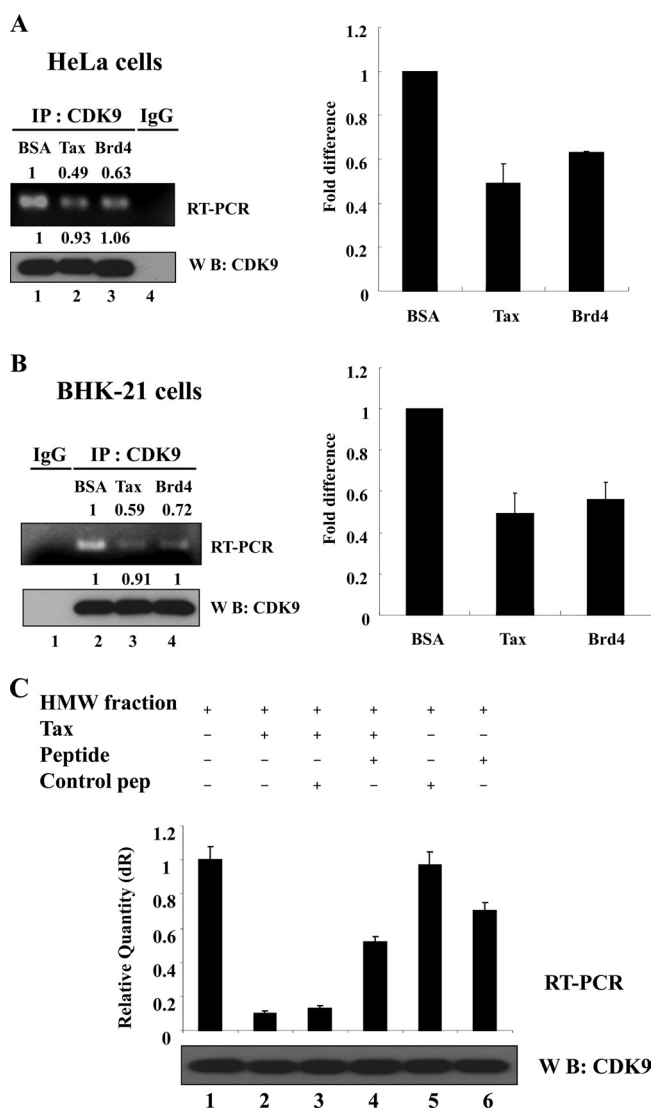 A
HeLa cells
IP : CDK9 IgG
BSA Tax Brd4
1 0.49 0.63
RT-PCR
1 0.93 1.06
W B: CDK9
1 2 3 4
Fold difference
1.2
1
0.8
0.6
0.4
0.2
0
BSA Tax Brd4
B
BHK-21 cells
IgG IP : CDK9
BSA Tax Brd4
1 0.59 0.72
RT-PCR
1 0.91 1
W B: CDK9
1 2 3 4
Fold difference
1.2
1
0.8
0.6
0.4
0.2
0
BSA Tax Brd4
C
HMW fraction + + + + + +
Tax – + + + – –
Peptide – – – + – +
Control pep – – + – + –
Relative Quantity (dR)
1.2
1
0.8
0.6
0.4
0.2
0
RT-PCR
W B: CDK9
1 2 3 4 5 6